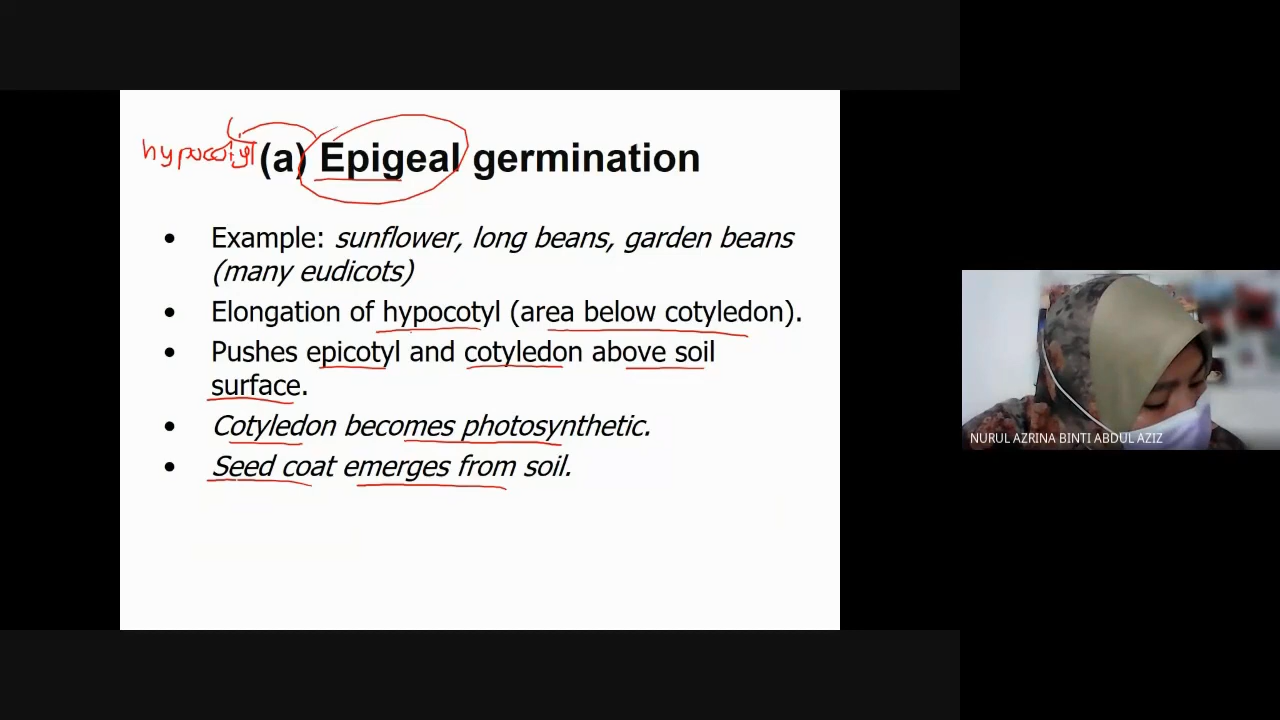 hypocotyl
(a) Epigeal germination
• Example: sunflower, long beans, garden beans
(many eudicots)
• Elongation of hypocotyl (area below cotyledon).
• Pushes epicotyl and cotyledon above soil
surface.
• Cotyledon becomes photosynthetic.
• Seed coat emerges from soil.
NURUL AZRINA BINTI ABDUL AZIZ